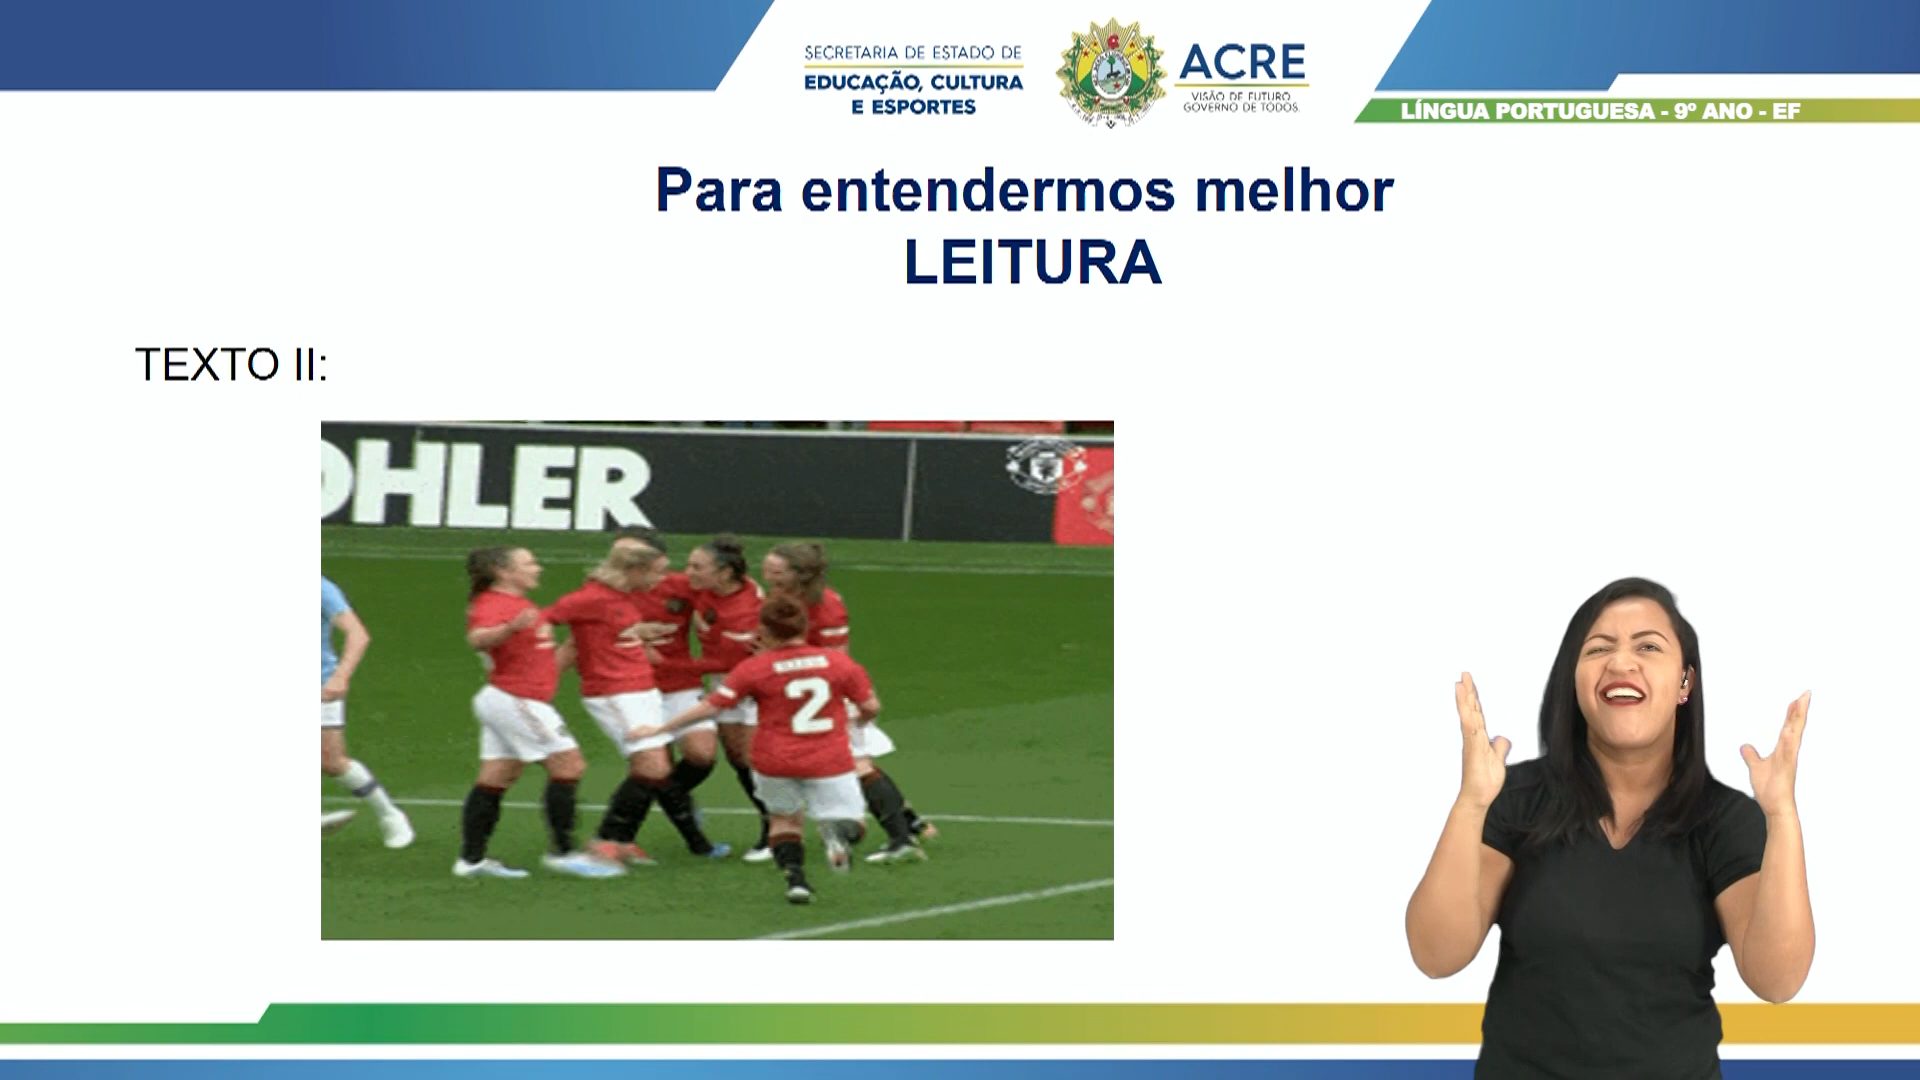 SECRETARIA DE ESTADO DE
EDUCAÇÃO, CULTURA
E ESPORTES
ACRE
VISÃO DE FUTURO
GOVERNO DE TODOS.
LÍNGUA PORTUGUESA - 9º ANO - EF
Para entendermos melhor
LEITURA
TEXTO II:
OHLER
2